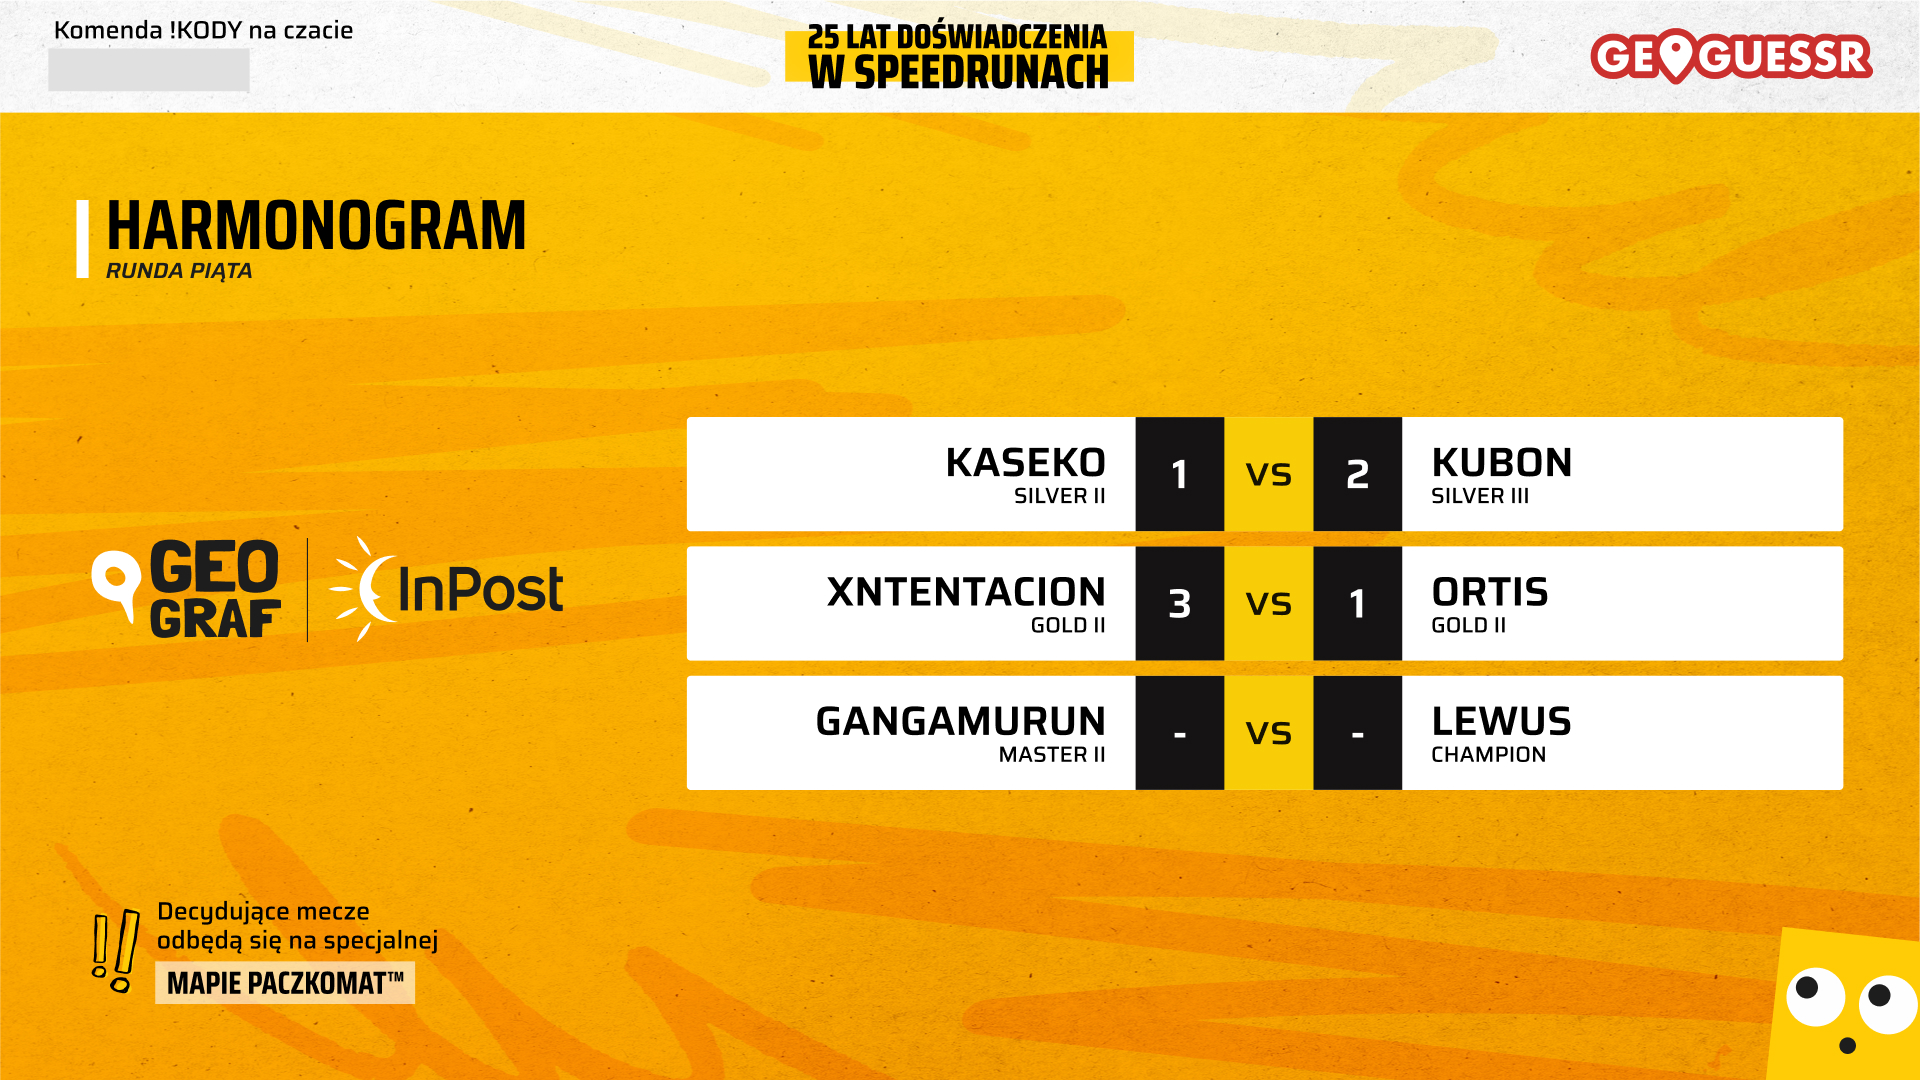 Komenda !KODY na czacie
25 LAT DOŚWIADCZENIA
W SPEEDRUNACH
GEOGUESSR
HARMONOGRAM
RUNDA PIĄTA
KASEKO
SILVER II
1 VS 2
KUBON
SILVER III
XNTENTACION
GOLD II
3 VS 1
ORTIS
GOLD II
GANGAMURUN
MASTER II
- VS -
LEWUS
CHAMPION
GEO
GRAF
InPost
!! Decydujące mecze
odbędą się na specjalnej
MAPIE PACZKOMAT™